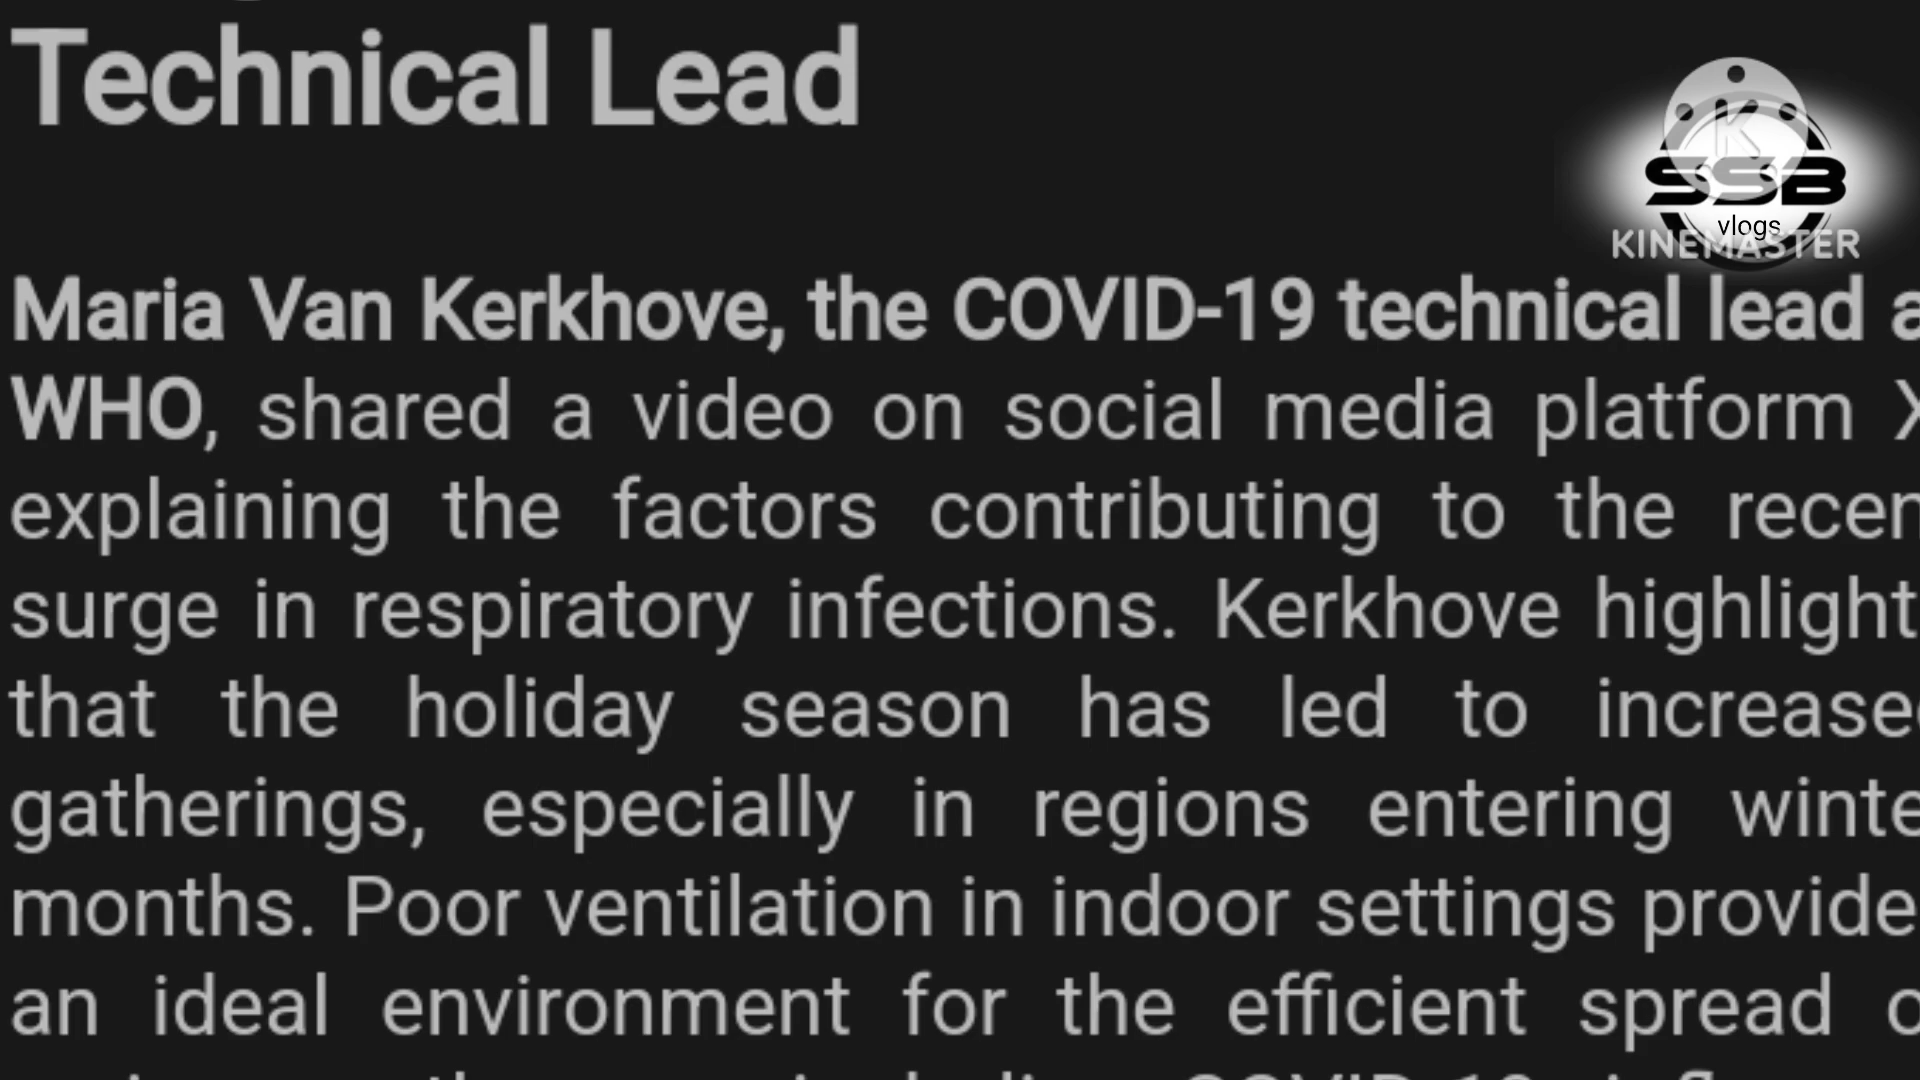 Technical Lead
K
SSB
vlogs
KINEMASTER
Maria Van Kerkhove, the COVID-19 technical lead
WHO, shared a video on social media platform X
explaining the factors contributing to the
surge in respiratory infections. Kerkhove highlight
that the holiday season has led to
gatherings, especially in regions entering
months. Poor ventilation in indoor settings provide
an ideal environment for the efficient spread